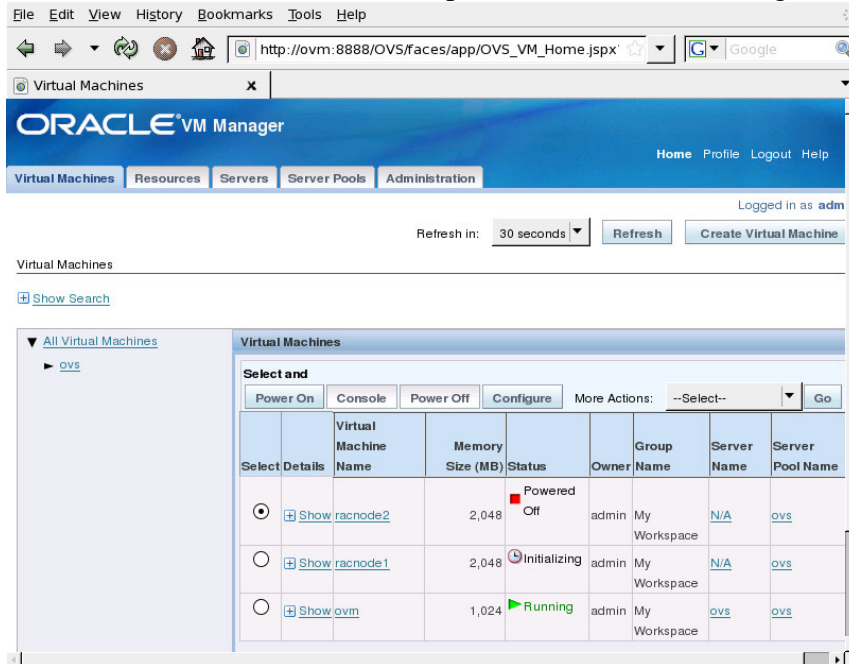 File Edit View History Bookmarks Tools Help
http://ovm:8888/OVS/faces/app/OVS_VM_Home.jspx
G Google
Virtual Machines x
ORACLE VM Manager
Home Profile Logout Help
Virtual Machines Resources Servers Server Pools Administration
Logged in as adm
Refresh in: 30 seconds Refresh Create Virtual Machine
Virtual Machines
Show Search
All Virtual Machines
ovs
Virtual Machines
Select and
Power On Console Power Off Configure More Actions: --Select-- Go
Select Details Virtual Machine Name Memory Size (MB) Status Owner Group Name Server Name Server Pool Name
Show racnode2 2,048 Powered Off admin My Workspace N/A ovs
Show racnode1 2,048 Initializing admin My Workspace N/A ovs
Show ovm 1,024 Running admin My Workspace ovs ovs